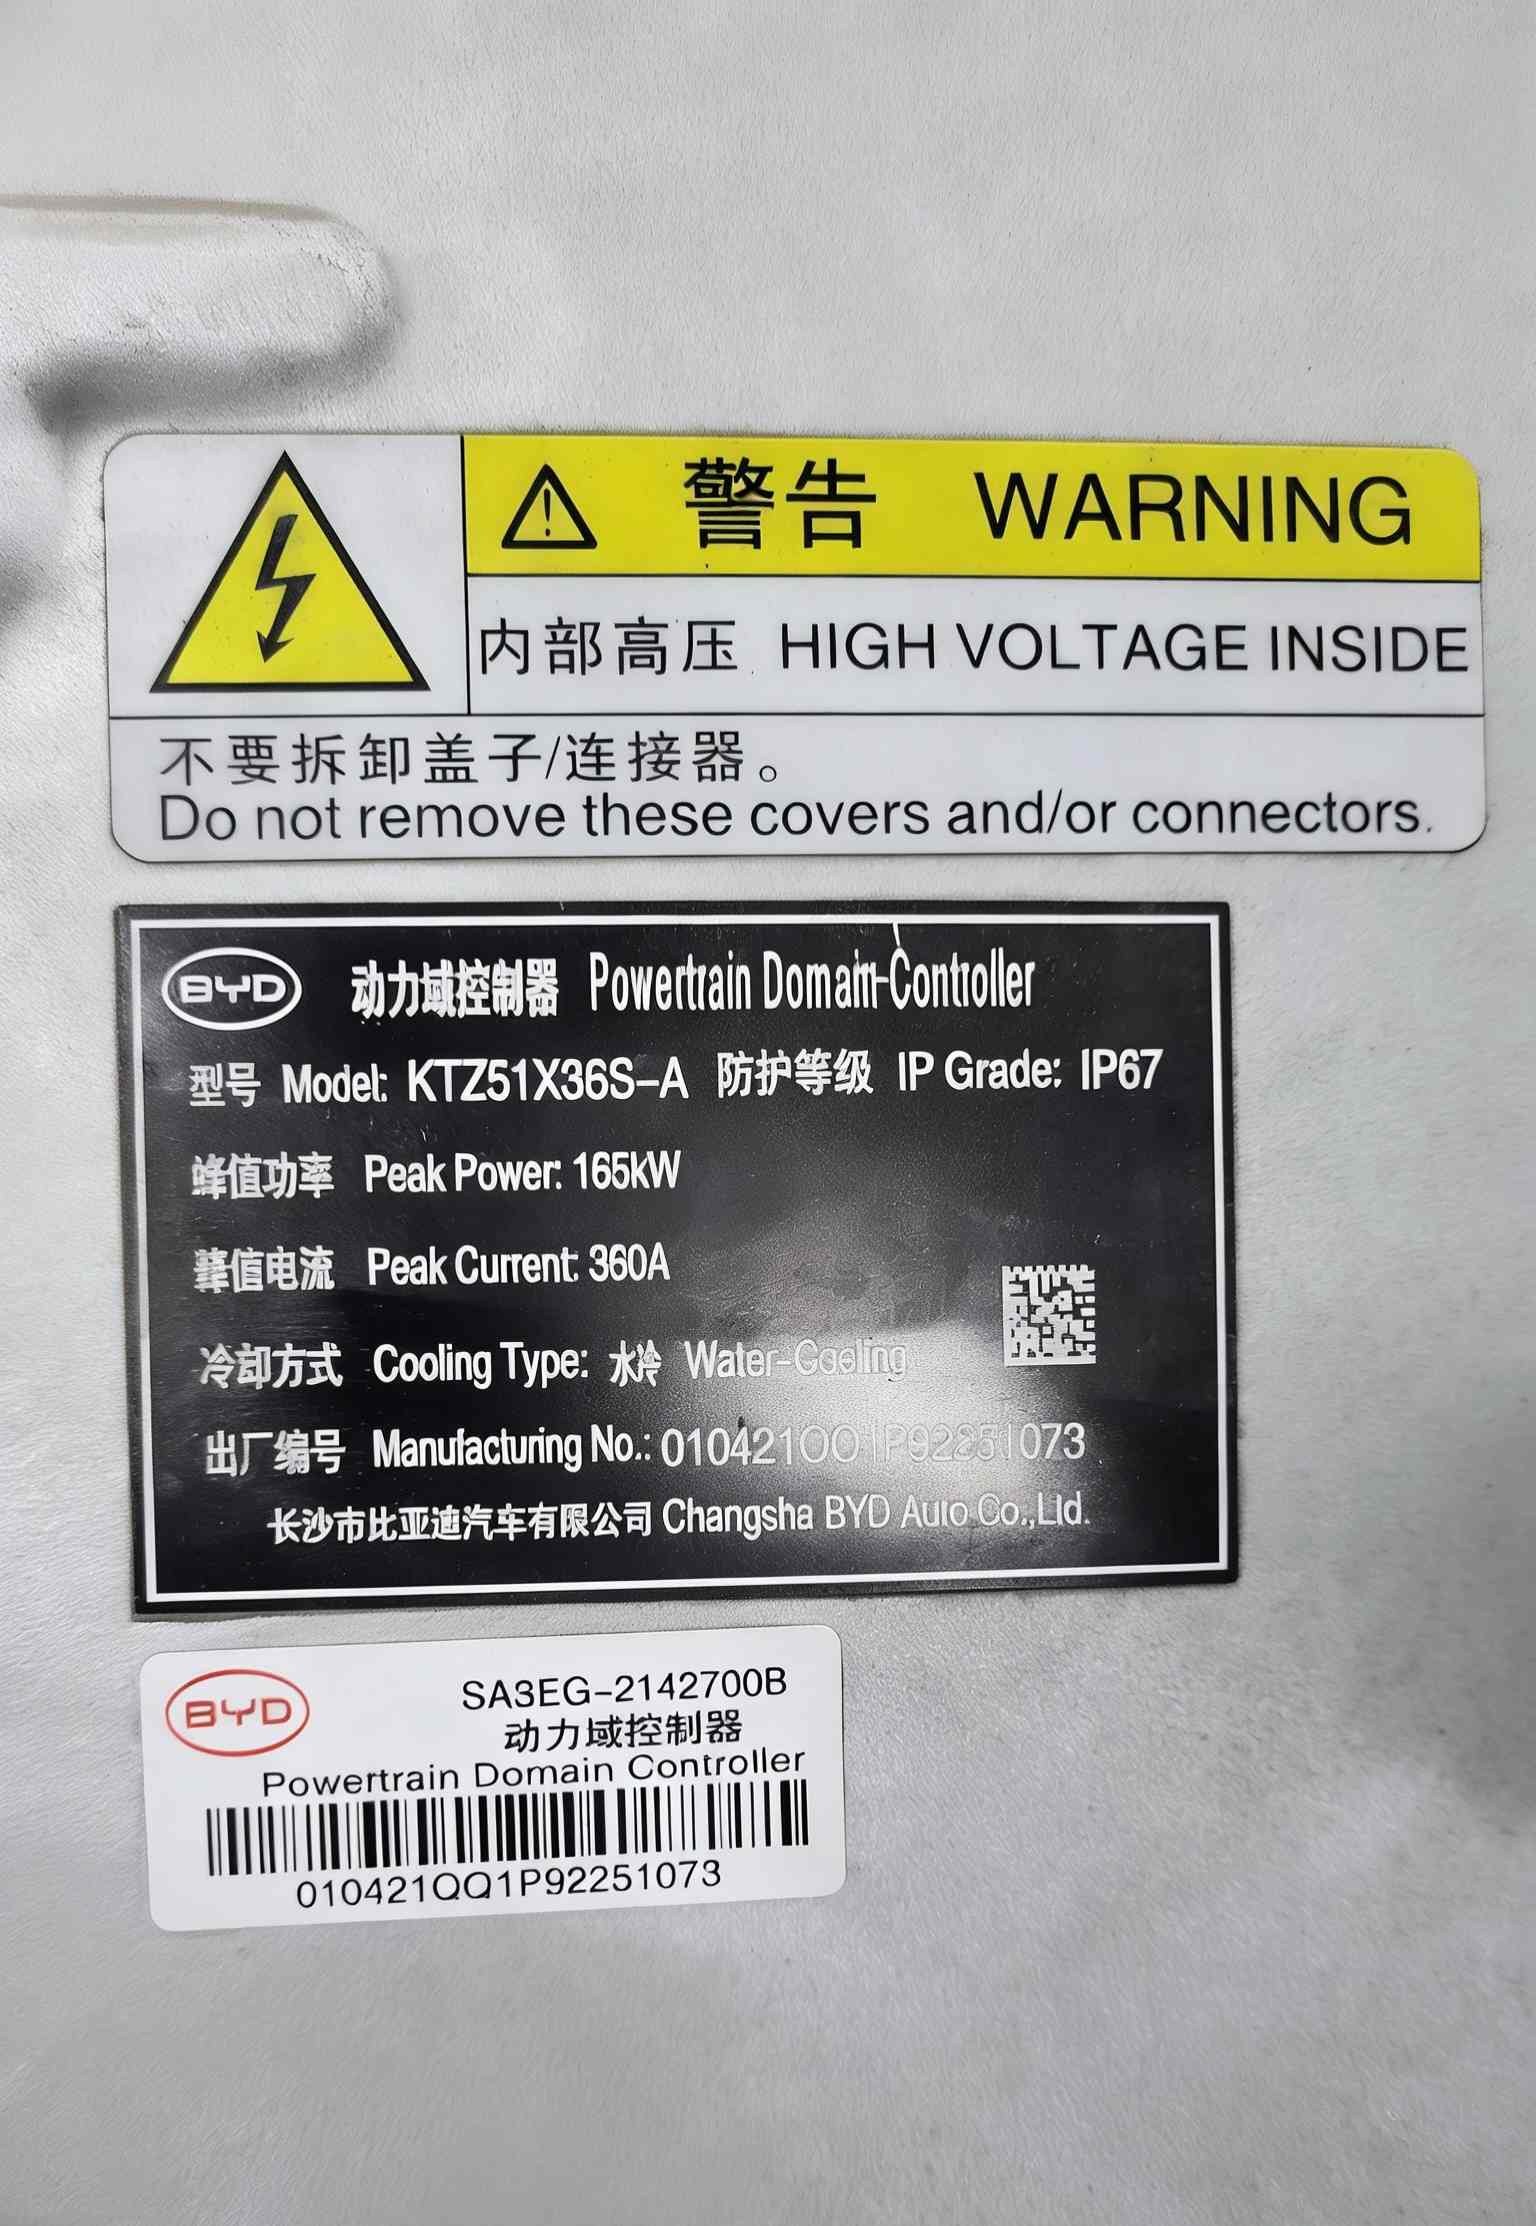 警告 WARNING
内部高压 HIGH VOLTAGE INSIDE
不要拆卸盖子/连接器。
Do not remove these covers and/or connectors.
BYD 动力域控制器 Powertrain Domain Controller
型号 Model: KTZ51X36S-A 防护等级 IP Grade: IP67
峰值功率 Peak Power: 165kW
峰值电流 Peak Current: 360A
冷却方式 Cooling Type: 水冷 Water-Cooling
出厂编号 Manufacturing No.:
长沙市比亚迪汽车有限公司 Changsha BYD Auto Co.,Ltd.
BYD SA3EG-2142700B
动力域控制器
Powertrain Domain Controller
010421QQ1P92251073